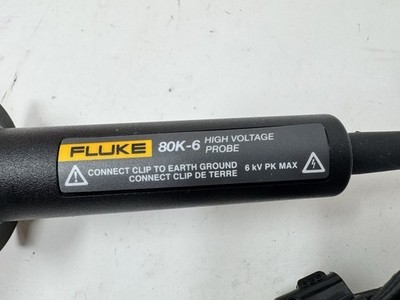 FLUKE 80K-6 HIGH VOLTAGE PROBE
CONNECT CLIP TO EARTH GROUND 6 kV PK MAX
CONNECT CLIP DE TERRE